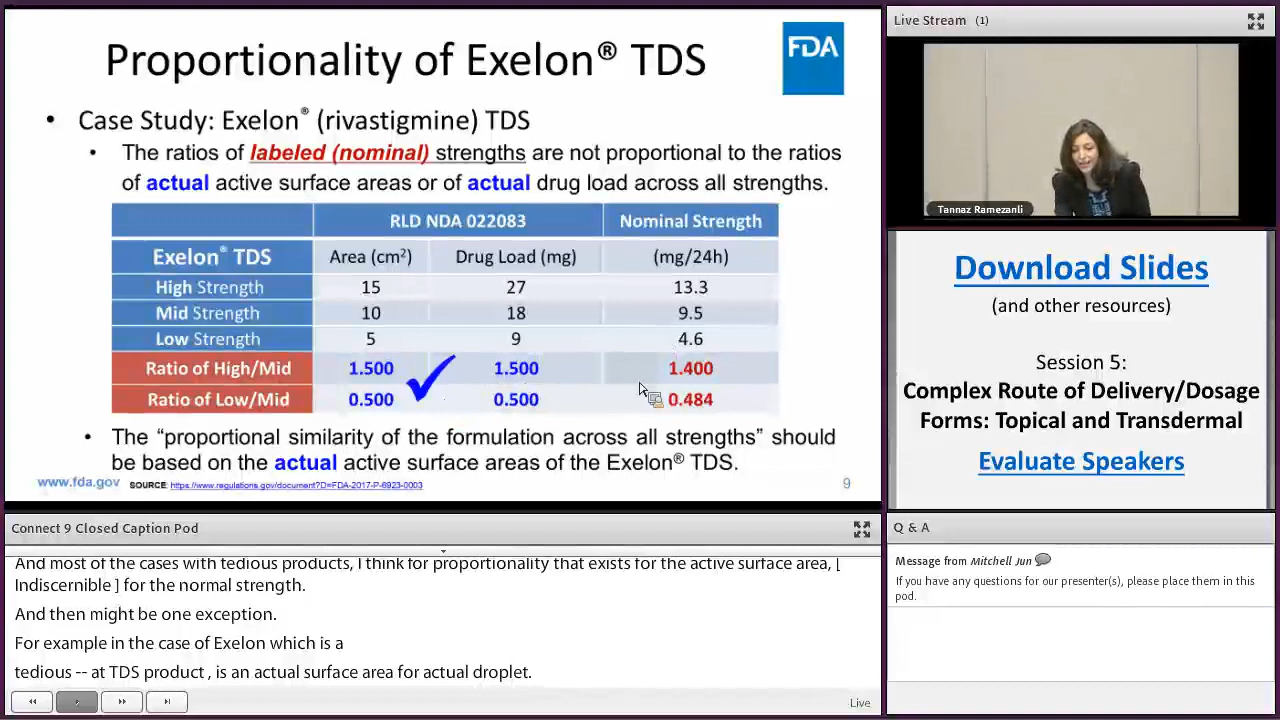 Proportionality of Exelon® TDS
FDA
• Case Study: Exelon® (rivastigmine) TDS
• The ratios of labeled (nominal) strengths are not proportional to the ratios
of actual active surface areas or of actual drug load across all strengths.
RLD NDA 022083 Nominal Strength
Exelon® TDS Area (cm²) Drug Load (mg) (mg/24h)
High Strength 15 27 13.3
Mid Strength 10 18 9.5
Low Strength 5 9 4.6
Ratio of High/Mid 1.500 1.500 1.400
Ratio of Low/Mid 0.500 0.500 0.484
• The “proportional similarity of the formulation across all strengths” should
be based on the actual active surface areas of the Exelon® TDS.
www.fda.gov SOURCE: https://www.regulations.gov/document?D=FDA-2017-P-6923-0003 9
Connect 9 Closed Caption Pod
And most of the cases with tedious products, I think for proportionality that exists for the active surface area, [
Indiscernible ] for the normal strength.
And then might be one exception.
For example in the case of Exelon which is a
tedious -- at TDS product , is an actual surface area for actual droplet.
Live
Live Stream (1)
Tannaz Ramezanli
Download Slides
(and other resources)
Session 5:
Complex Route of Delivery/Dosage
Forms: Topical and Transdermal
Evaluate Speakers
Q & A
Message from Mitchell Jun
If you have any questions for our presenter(s), please place them in this
pod.